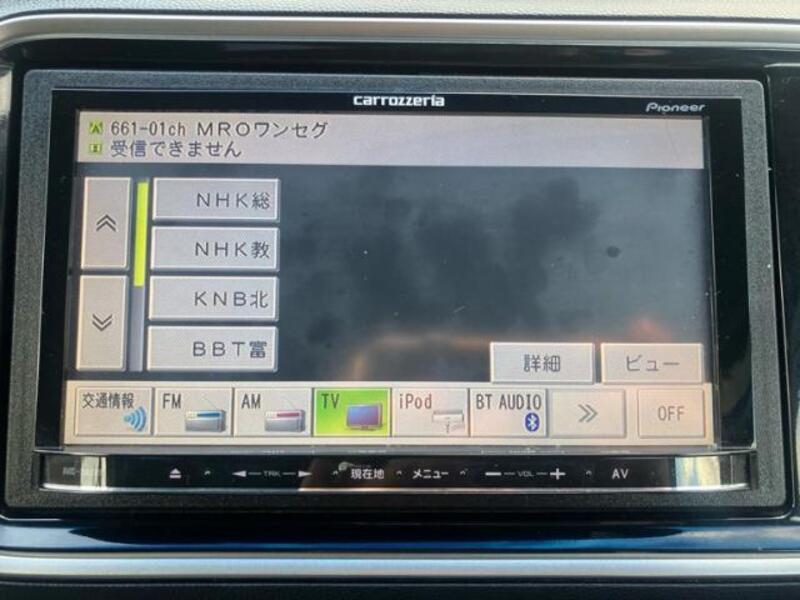 carrozzeria
Pioneer
661-01ch MROワンセグ
受信できません
NHK総
NHK教
KNB北
BBT富
詳細 ビュー
交通情報 FM AM TV iPod BT AUDIO OFF
TRK 現在地 メニュー VOL AV